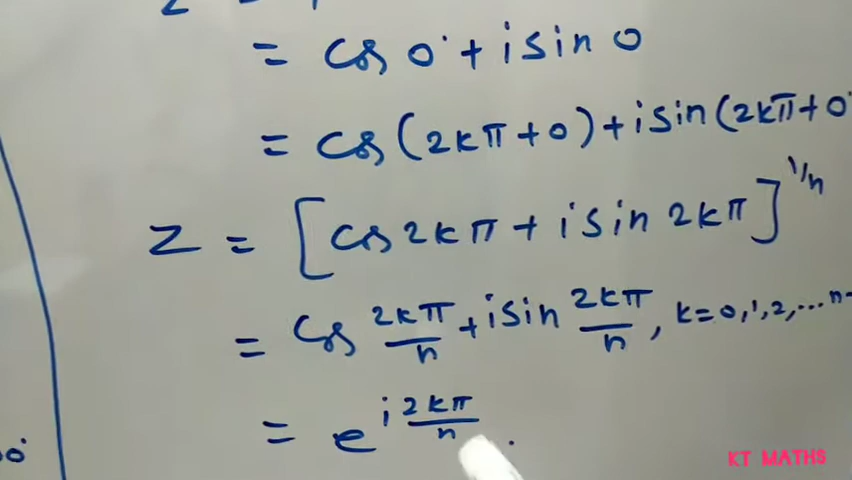 = cos 0 + i sin 0
= cos (2kπ + 0) + i sin (2kπ + 0
z = [cos 2kπ + i sin 2kπ]^1/n
= cos 2kπ/n + i sin 2kπ/n, k = 0, 1, 2, ... n-
= e^i 2kπ/n.
KT MATHS